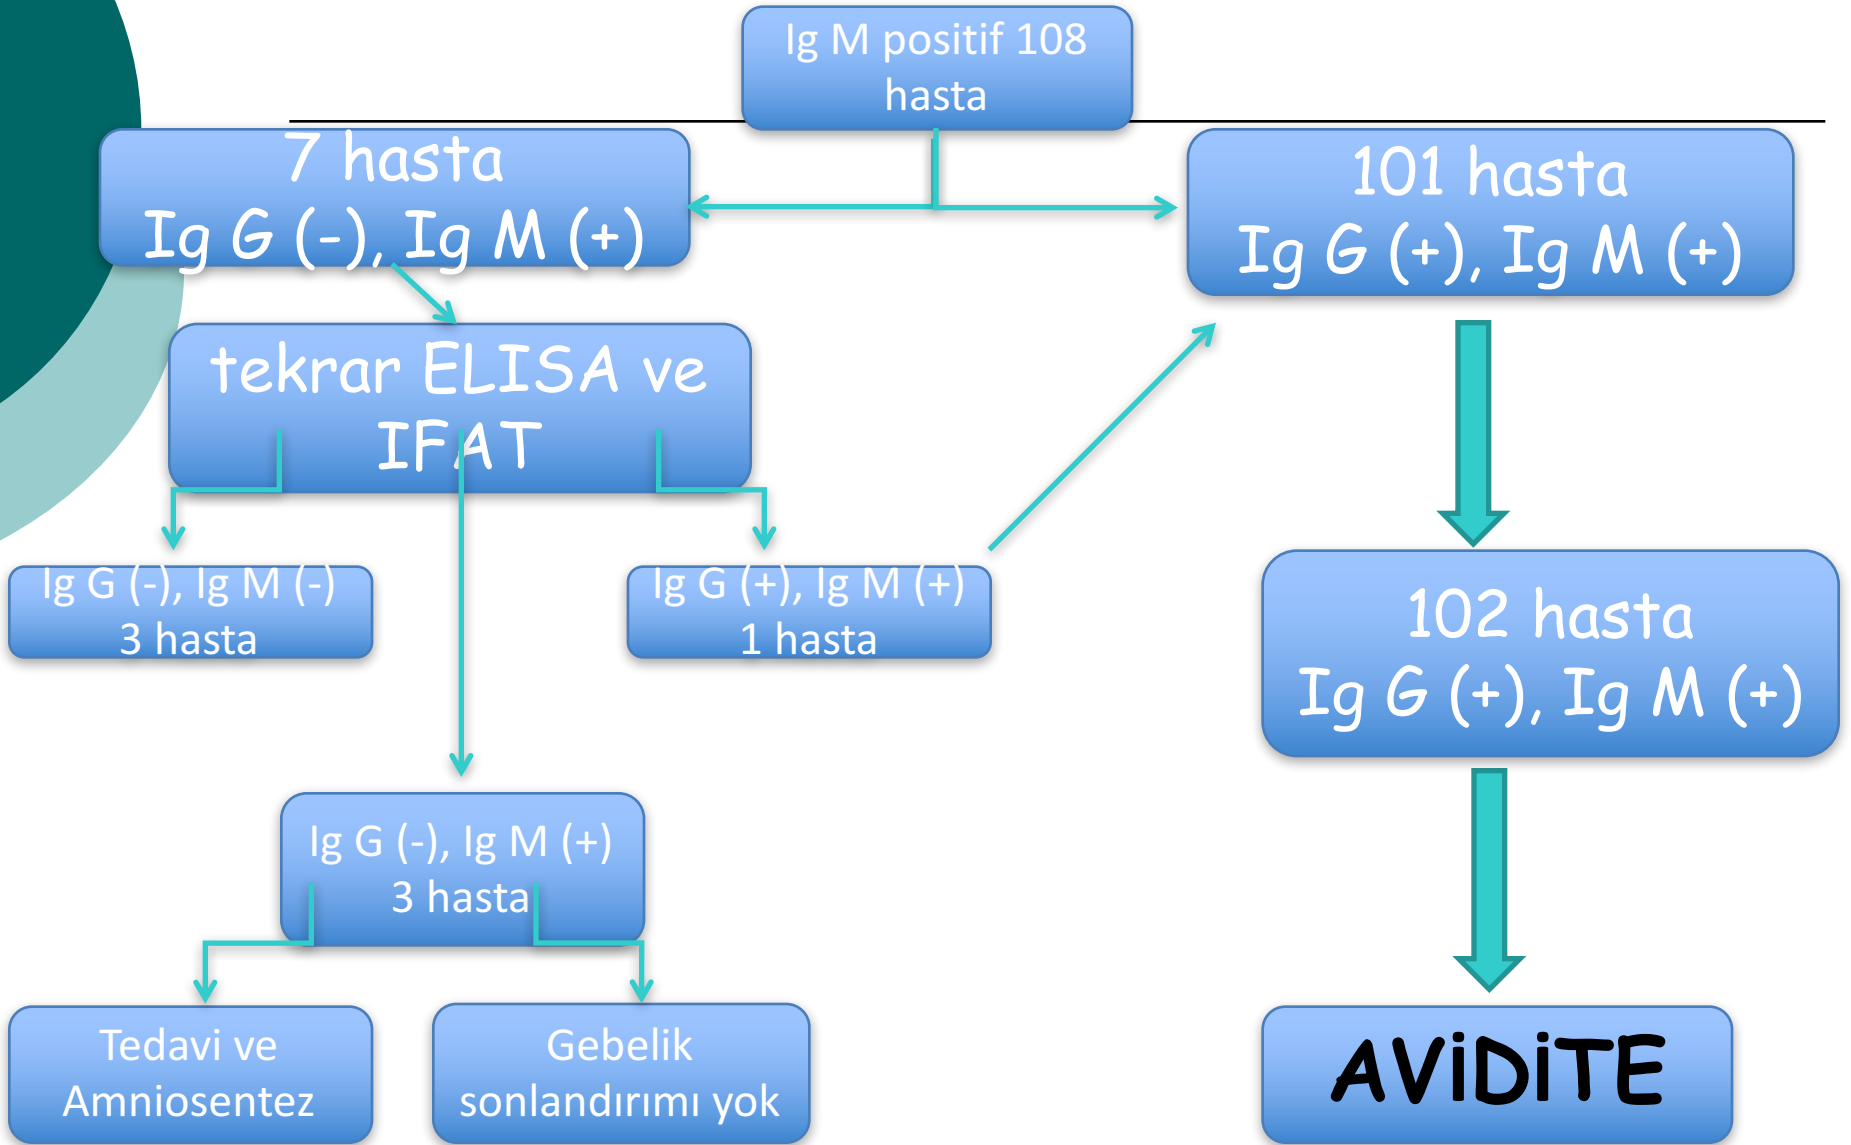 Ig M positif 108
hasta
7 hasta
Ig G (-), Ig M (+)
101 hasta
Ig G (+), Ig M (+)
tekrar ELISA ve
IFAT
Ig G (-), Ig M (-)
3 hasta
Ig G (+), Ig M (+)
1 hasta
102 hasta
Ig G (+), Ig M (+)
Ig G (-), Ig M (+)
3 hasta
Tedavi ve
Amniosentez
Gebelik
sonlandırımı yok
AVİDİTE